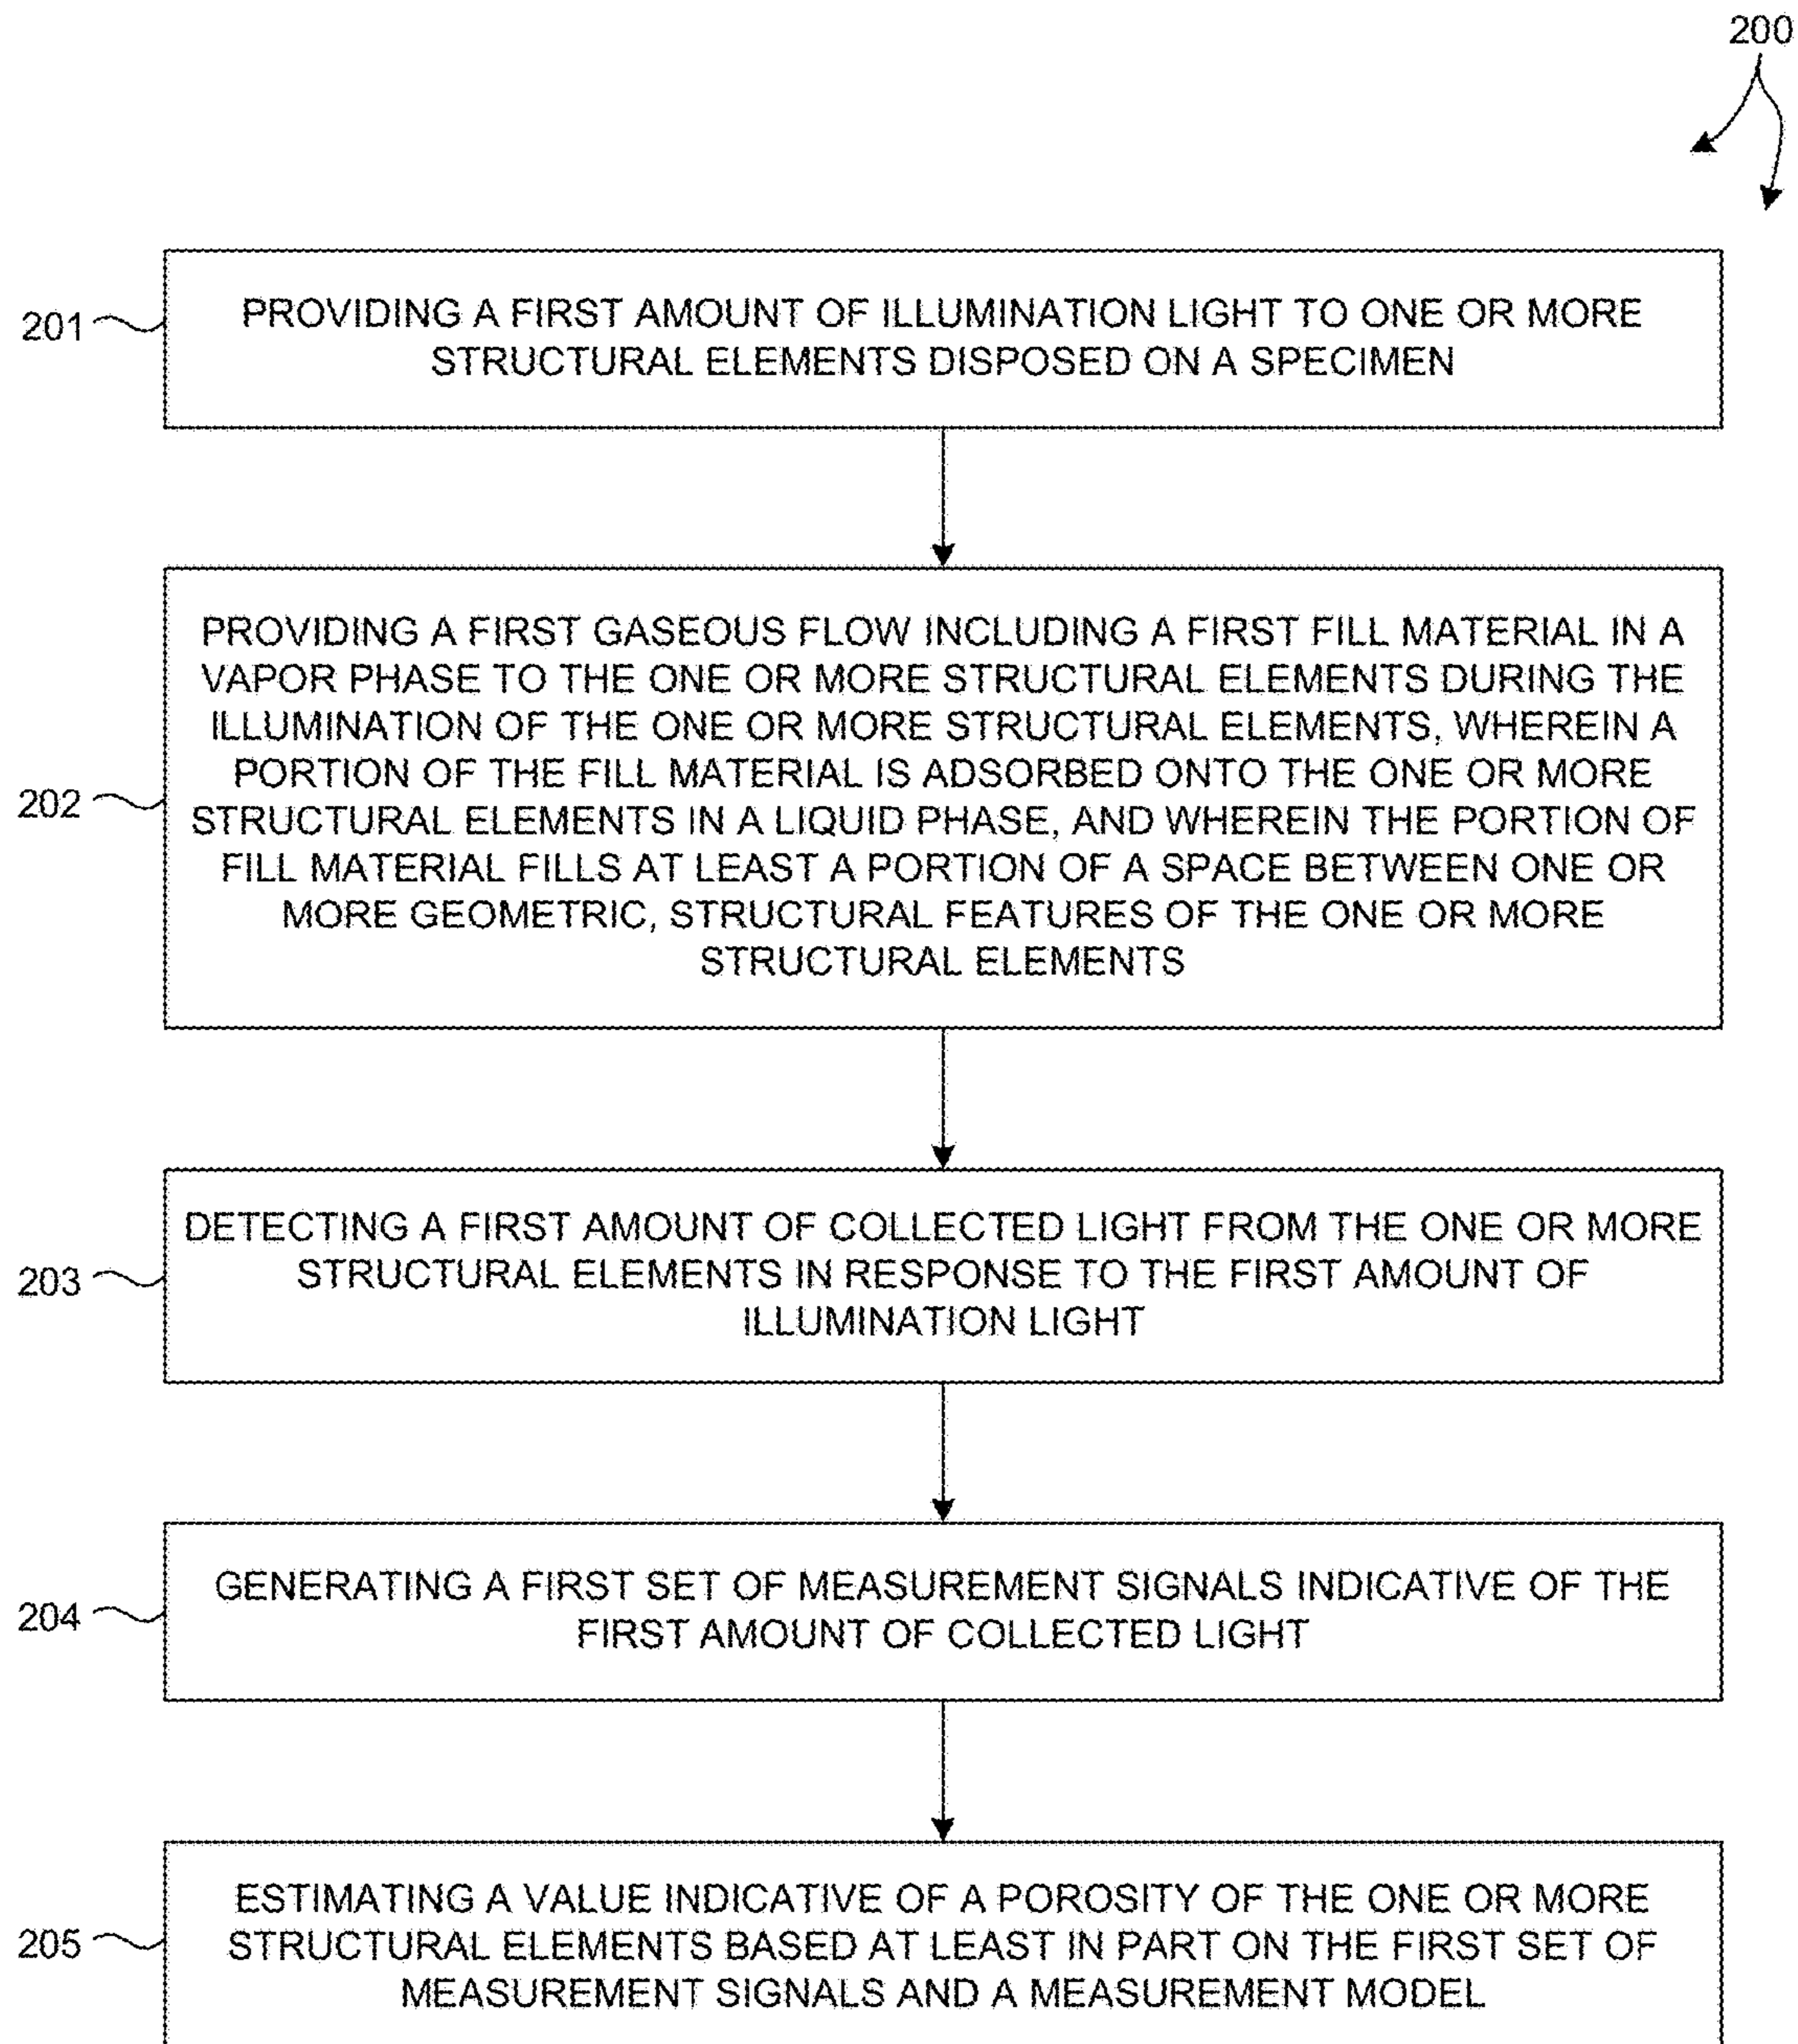 200
201
PROVIDING A FIRST AMOUNT OF ILLUMINATION LIGHT TO ONE OR MORE
STRUCTURAL ELEMENTS DISPOSED ON A SPECIMEN
202
PROVIDING A FIRST GASEOUS FLOW INCLUDING A FIRST FILL MATERIAL IN A
VAPOR PHASE TO THE ONE OR MORE STRUCTURAL ELEMENTS DURING THE
ILLUMINATION OF THE ONE OR MORE STRUCTURAL ELEMENTS, WHEREIN A
PORTION OF THE FILL MATERIAL IS ADSORBED ONTO THE ONE OR MORE
STRUCTURAL ELEMENTS IN A LIQUID PHASE, AND WHEREIN THE PORTION OF
FILL MATERIAL FILLS AT LEAST A PORTION OF A SPACE BETWEEN ONE OR
MORE GEOMETRIC, STRUCTURAL FEATURES OF THE ONE OR MORE
STRUCTURAL ELEMENTS
203
DETECTING A FIRST AMOUNT OF COLLECTED LIGHT FROM THE ONE OR MORE
STRUCTURAL ELEMENTS IN RESPONSE TO THE FIRST AMOUNT OF
ILLUMINATION LIGHT
204
GENERATING A FIRST SET OF MEASUREMENT SIGNALS INDICATIVE OF THE
FIRST AMOUNT OF COLLECTED LIGHT
205
ESTIMATING A VALUE INDICATIVE OF A POROSITY OF THE ONE OR MORE
STRUCTURAL ELEMENTS BASED AT LEAST IN PART ON THE FIRST SET OF
MEASUREMENT SIGNALS AND A MEASUREMENT MODEL